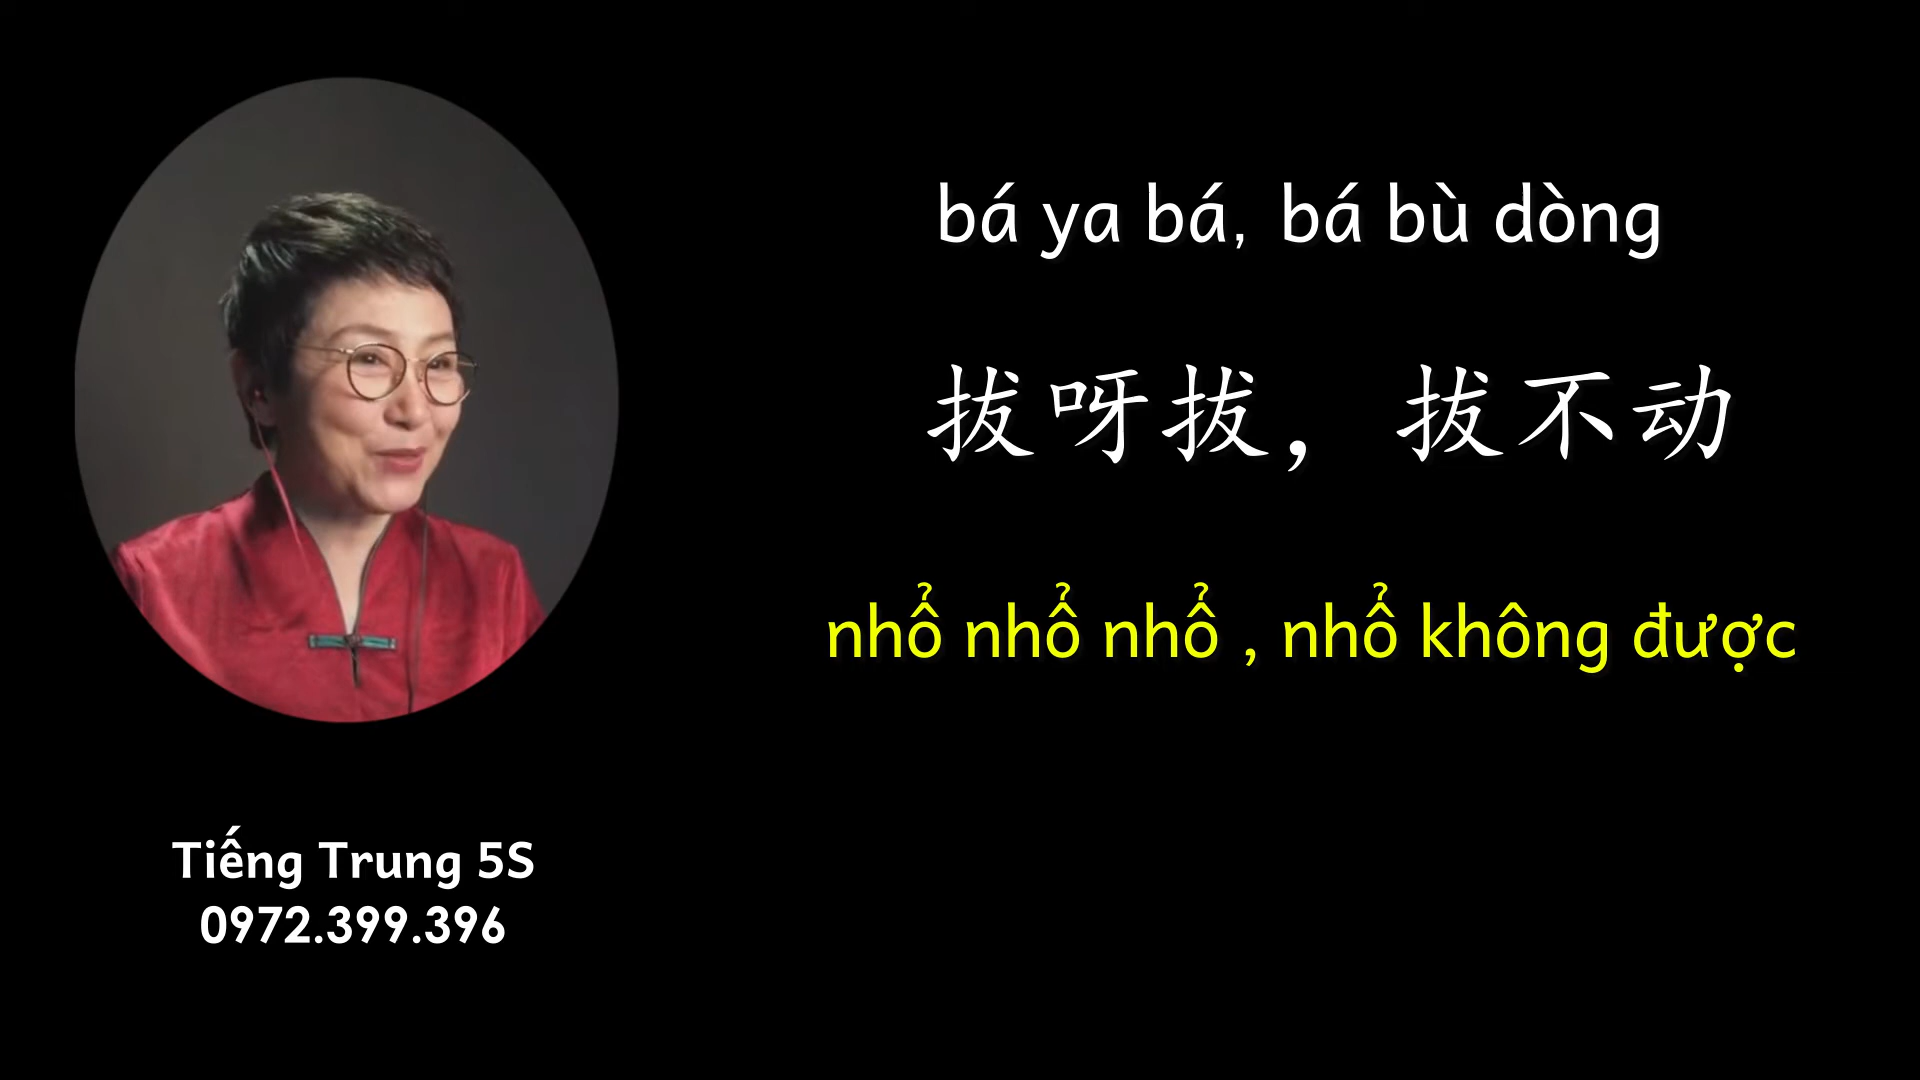 bá ya bá, bá bù dòng
拔呀拔，拔不动
nhổ nhổ nhổ , nhổ không được
Tiếng Trung 5S
0972.399.396